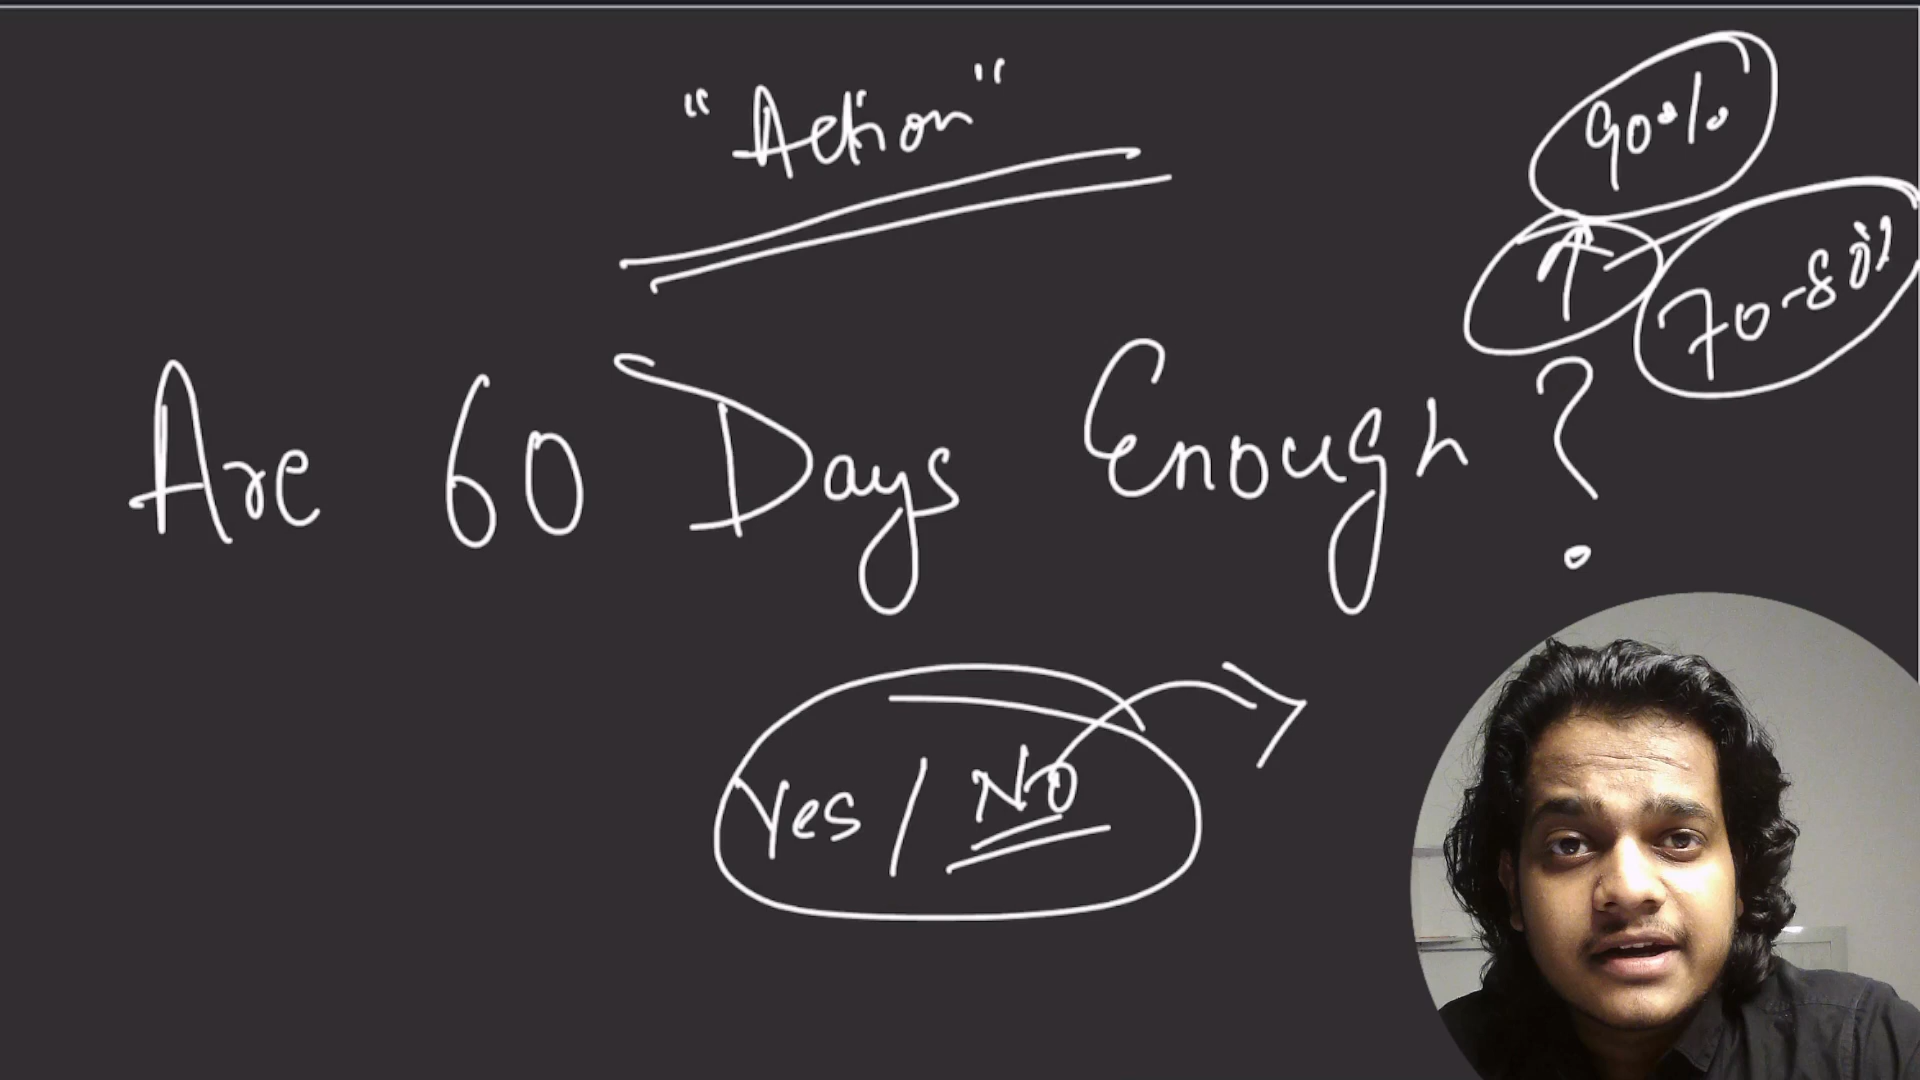 "Action"
90%
70-80%
Are 60 Days Enough?
Yes / No